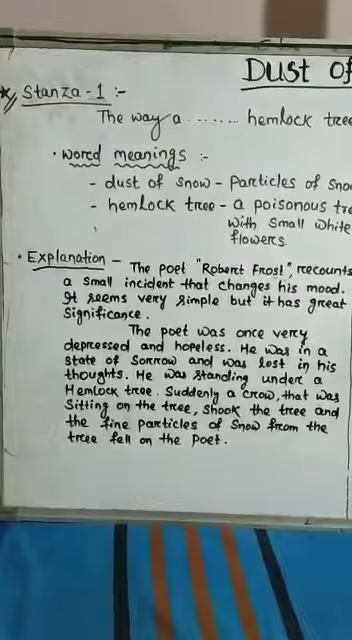 Dust of
* Stanza-1 :-
The way a ....... hemlock tree
• word meanings :-
- dust of snow - Particles of Sno
- hemlock tree - a poisonous tre
with small white
flowers
• Explanation - The poet "Robert Frost", recounts
a small incident that changes his mood.
It seems very simple but it has great
significance.
The poet was once very
depressed and hopeless. He was in a
state of sorrow and was lost in his
thoughts. He was standing under a
Hemlock tree. Suddenly a crow, that was
sitting on the tree, shook the tree and
the fine particles of snow from the
tree fell on the poet.